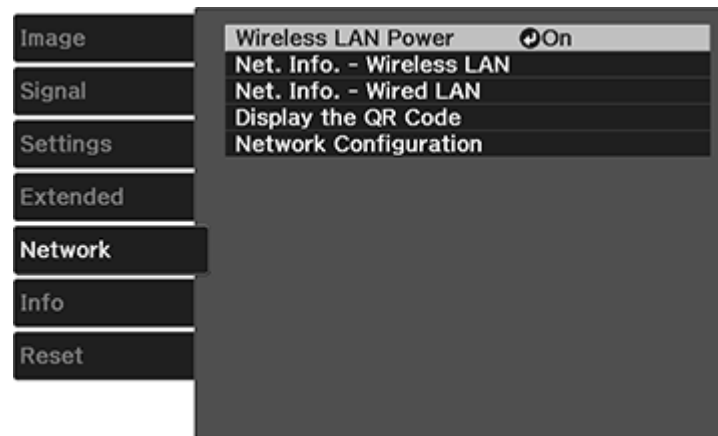 Image
Signal
Settings
Extended
Network
Info
Reset
Wireless LAN Power On
Net. Info. - Wireless LAN
Net. Info. - Wired LAN
Display the QR Code
Network Configuration